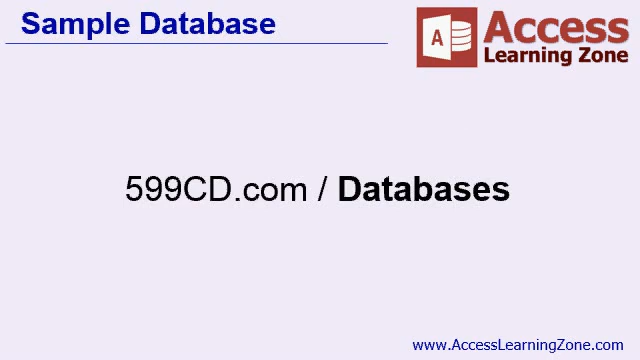 Sample Database
A
Access
Learning Zone
599CD.com / Databases
www.AccessLearningZone.com